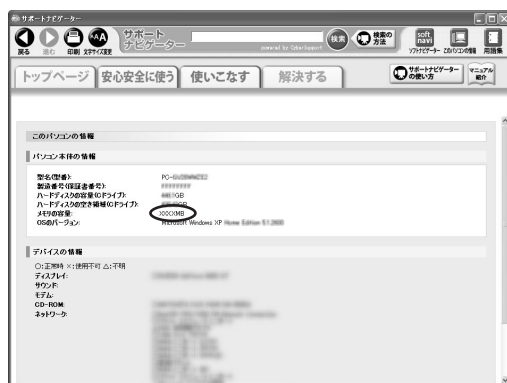 サポートナビゲーター
戻る 進む 印刷 文字サイズ変更 サポートナビゲーター powered by CyberSupport 検索 検索の方法 soft navi ソフトナビゲーター このパソコンの情報 用語集
トップページ 安心安全に使う 使いこなす 解決する サポートナビゲーターの使い方 マニュアル紹介
このパソコンの情報
パソコン本体の情報
型名(型番): PC-
製造番号(保証書番号):
ハードディスクの容量(Cドライブ): GB
ハードディスクの空き領域(Cドライブ): GB
メモリの容量: XXXXMB
OSのバージョン: Microsoft Windows XP Home Edition 5.1.2600
デバイスの情報
○:正常時 ×:使用不可 △:不明
ディスプレイ:
サウンド:
モデム:
CD-ROM:
ネットワーク: